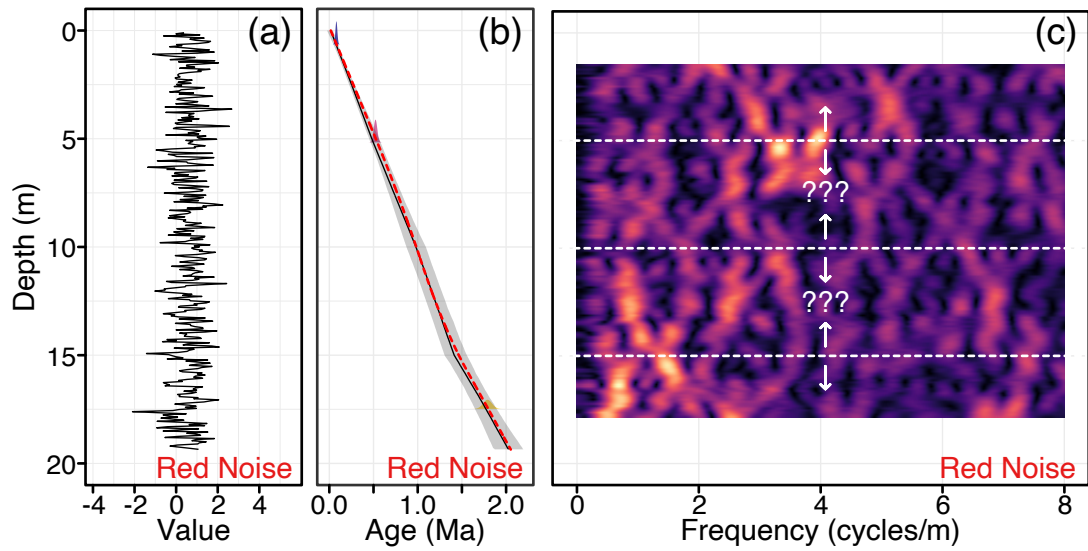 (a)
(b)
(c)
0
5
10
15
20
Depth (m)
-4 -2 0 2 4
Value
Red Noise
0.0 1.0 2.0
Age (Ma)
Red Noise
???
???
0 2 4 6 8
Frequency (cycles/m)
Red Noise